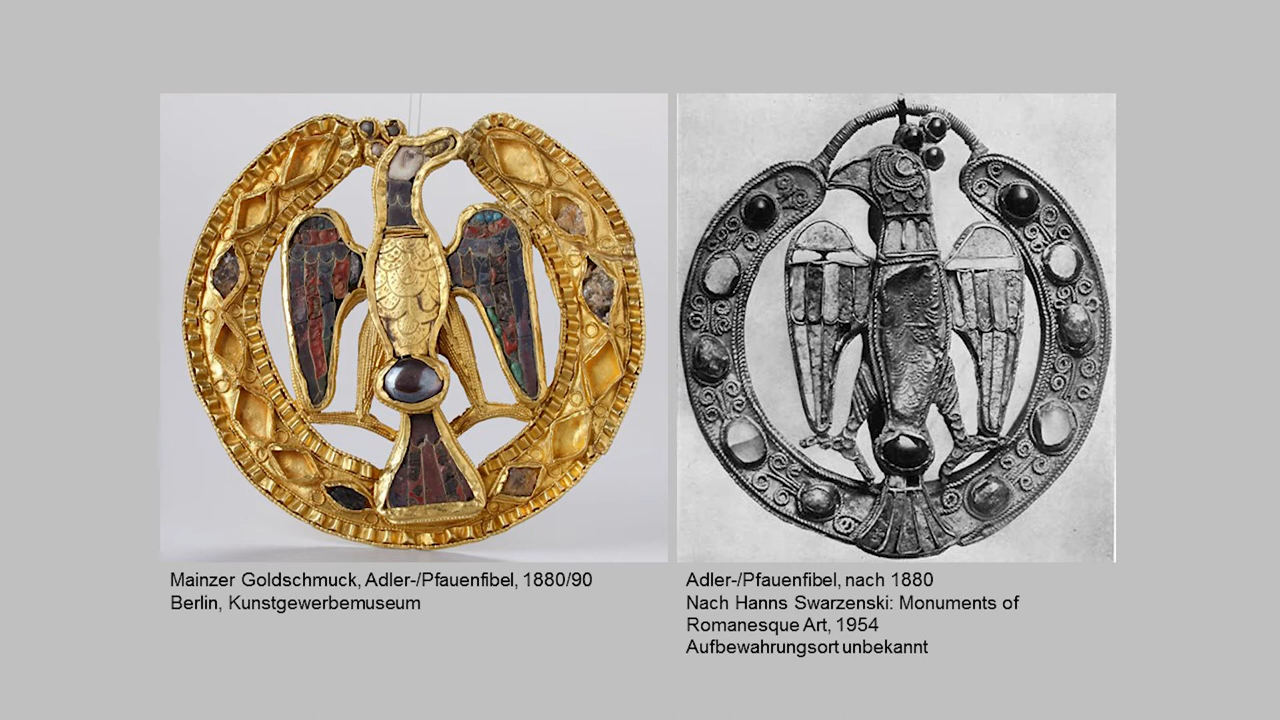 Mainzer Goldschmuck, Adler-/Pfauenfibel, 1880/90
Berlin, Kunstgewerbemuseum
Adler-/Pfauenfibel, nach 1880
Nach Hanns Swarzenski: Monuments of
Romanesque Art, 1954
Aufbewahrungsort unbekannt